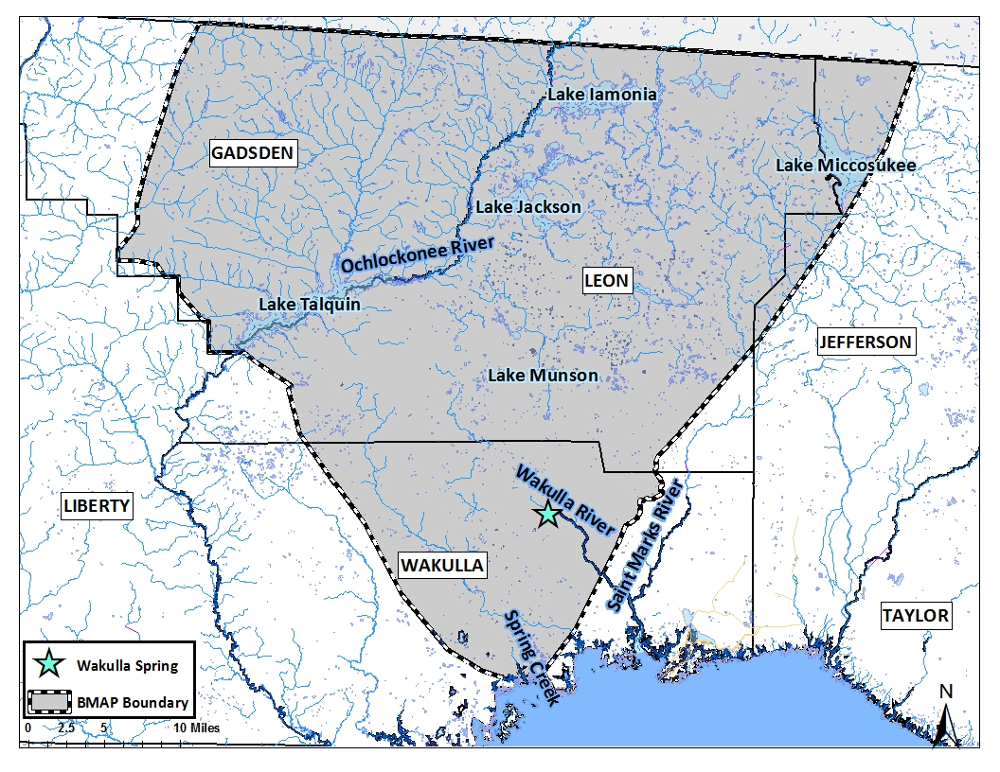 Lake Iamonia
GADSDEN
Lake Miccosukee
Lake Jackson
Ochlockonee River
LEON
Lake Talquin
JEFFERSON
Lake Munson
Wakulla River
Saint Marks River
LIBERTY
WAKULLA
TAYLOR
Spring Creek
Wakulla Spring
BMAP Boundary
0 2.5 5 10 Miles
N